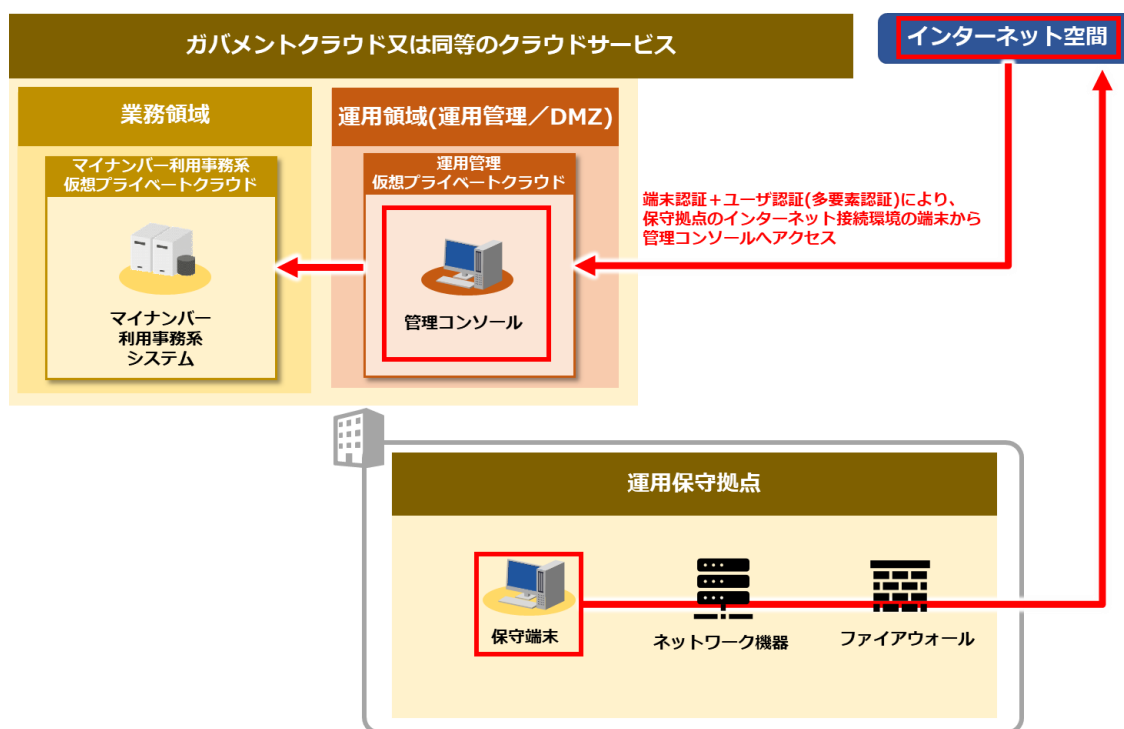 ガバメントクラウド又は同等のクラウドサービス
インターネット空間
業務領域
運用領域(運用管理／DMZ)
マイナンバー利用事務系
仮想プライベートクラウド
運用管理
仮想プライベートクラウド
端末認証＋ユーザ認証(多要素認証)により、
保守拠点のインターネット接続環境の端末から
管理コンソールへアクセス
マイナンバー
利用事務系
システム
管理コンソール
運用保守拠点
保守端末
ネットワーク機器
ファイアウォール